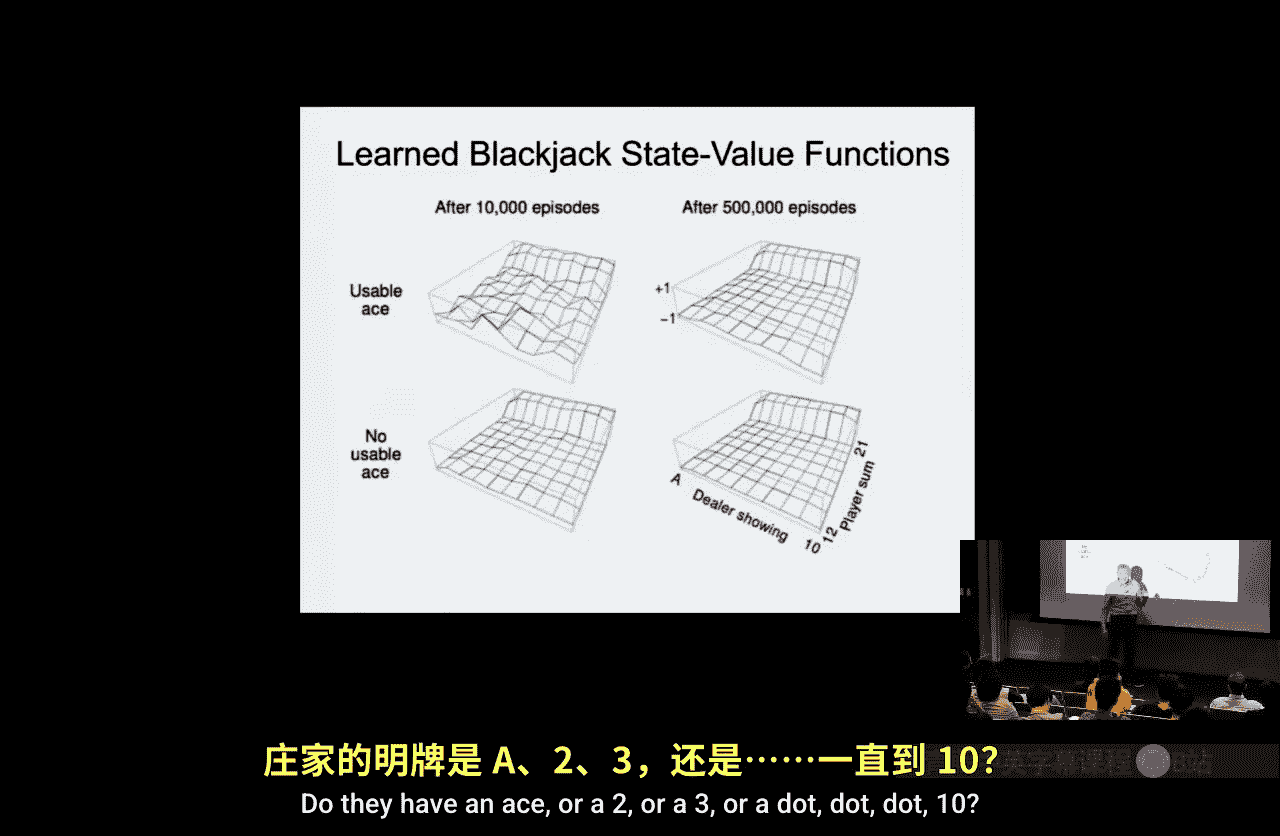 Learned Blackjack State-Value Functions
After 10,000 episodes
After 500,000 episodes
Usable
ace
+1
−1
No
usable
ace
A
Dealer showing
10
12
Player sum
21
庄家的明牌是 A、2、3，还是……一直到 10？
Do they have an ace, or a 2, or a 3, or a dot, dot, dot, 10?